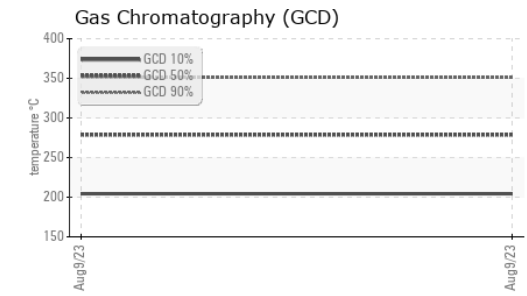 Gas Chromatography (GCD)
400
350
300
250
200
150
temperature °C
GCD 10%
GCD 50%
GCD 90%
Aug9/23
Aug9/23